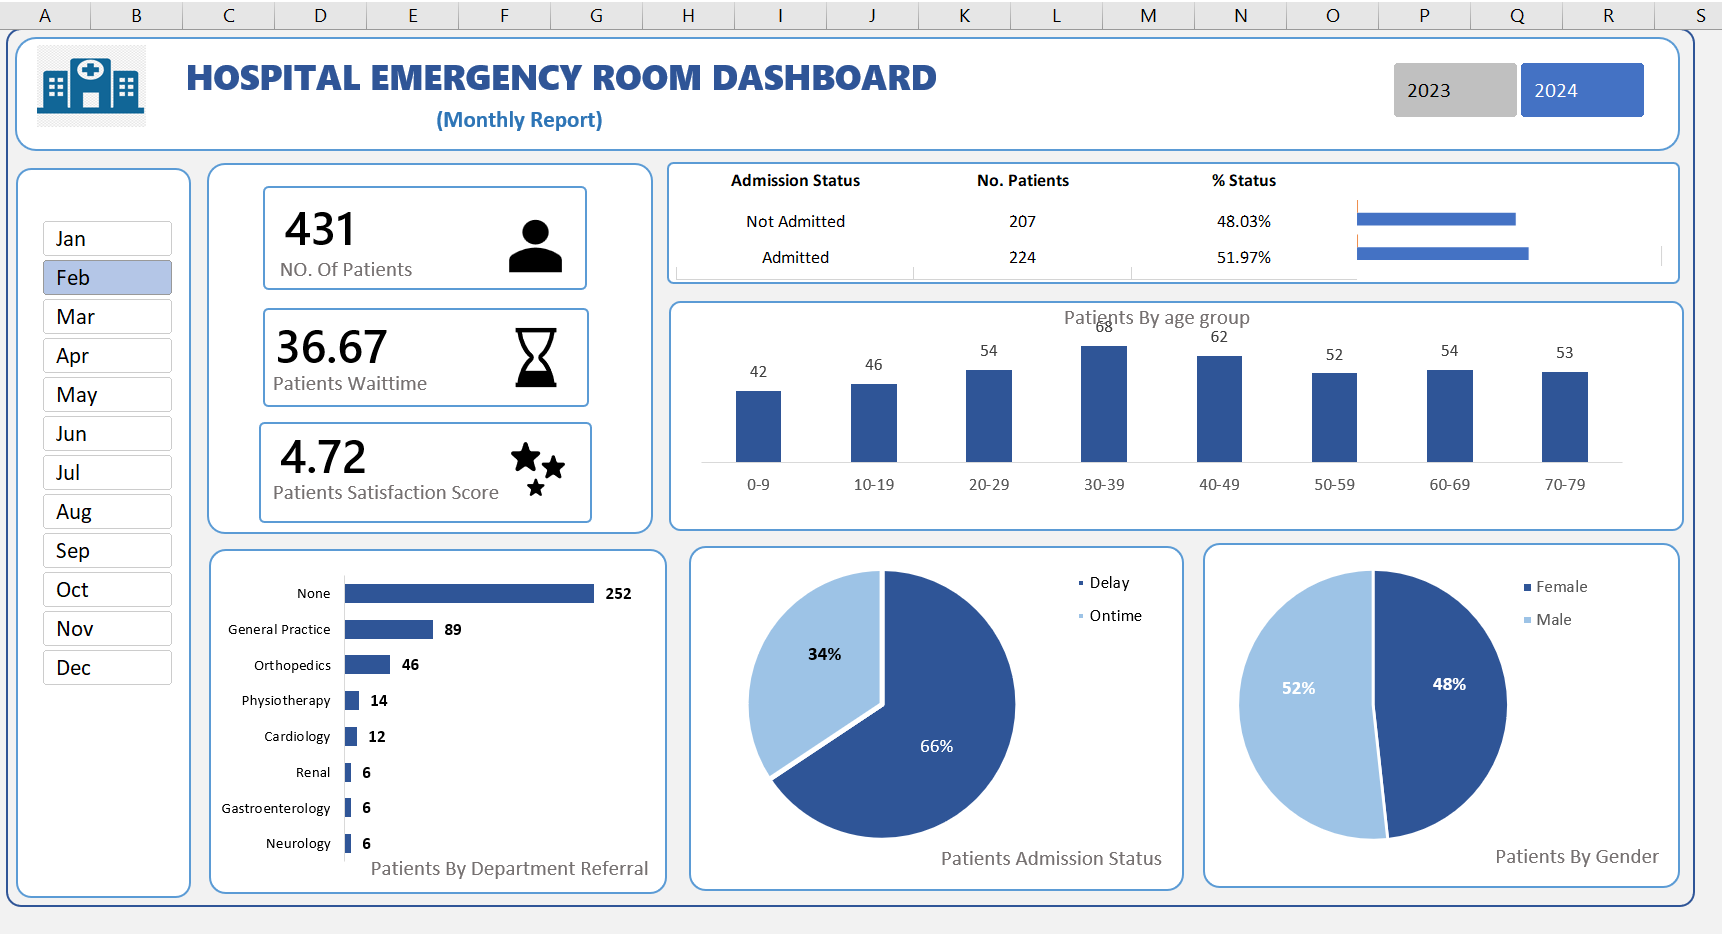 A B C D E F G H I J K L M N O P Q R S
HOSPITAL EMERGENCY ROOM DASHBOARD
(Monthly Report)
2023 2024
Jan
Feb
Mar
Apr
May
Jun
Jul
Aug
Sep
Oct
Nov
Dec
431
NO. Of Patients
36.67
Patients Waittime
4.72
Patients Satisfaction Score
Admission Status No. Patients % Status
Not Admitted 207 48.03%
Admitted 224 51.97%
Patients By age group
42 46 54 68 62 52 54 53
0-9 10-19 20-29 30-39 40-49 50-59 60-69 70-79
None 252
General Practice 89
Orthopedics 46
Physiotherapy 14
Cardiology 12
Renal 6
Gastroenterology 6
Neurology 6
Patients By Department Referral
Delay
Ontime
34%
66%
Patients Admission Status
Female
Male
52%
48%
Patients By Gender